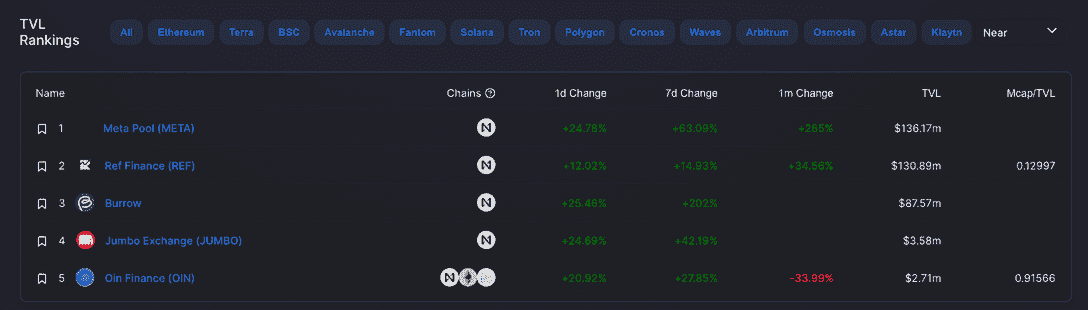 TVL
Rankings
All Ethereum Terra BSC Avalanche Fantom Solana Tron Polygon Cronos Waves Arbitrum Osmosis Astar Klaytn Near
Name Chains 1d Change 7d Change 1m Change TVL Mcap/TVL
1 Meta Pool (META) +24.78% +63.09% +265% $136.17m
2 Ref Finance (REF) +12.02% +14.93% +34.56% $130.89m 0.12997
3 Burrow +25.46% +202% $87.57m
4 Jumbo Exchange (JUMBO) +24.69% +42.19% $3.58m
5 Oin Finance (OIN) +20.92% +27.85% -33.99% $2.71m 0.91566